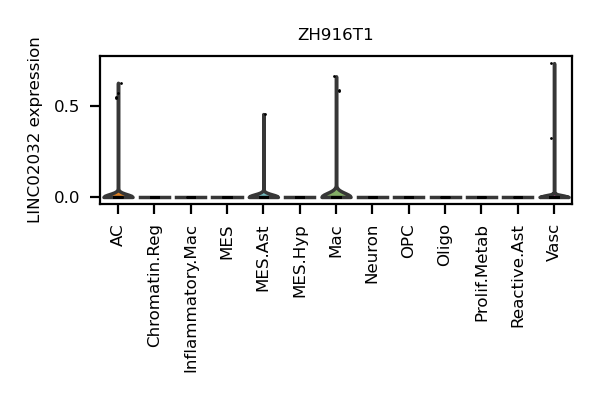 ZH916T1
LINC02032 expression
0.5
0.0
AC
Chromatin.Reg
Inflammatory.Mac
MES
MES.Ast
MES.Hyp
Mac
Neuron
OPC
Oligo
Prolif.Metab
Reactive.Ast
Vasc